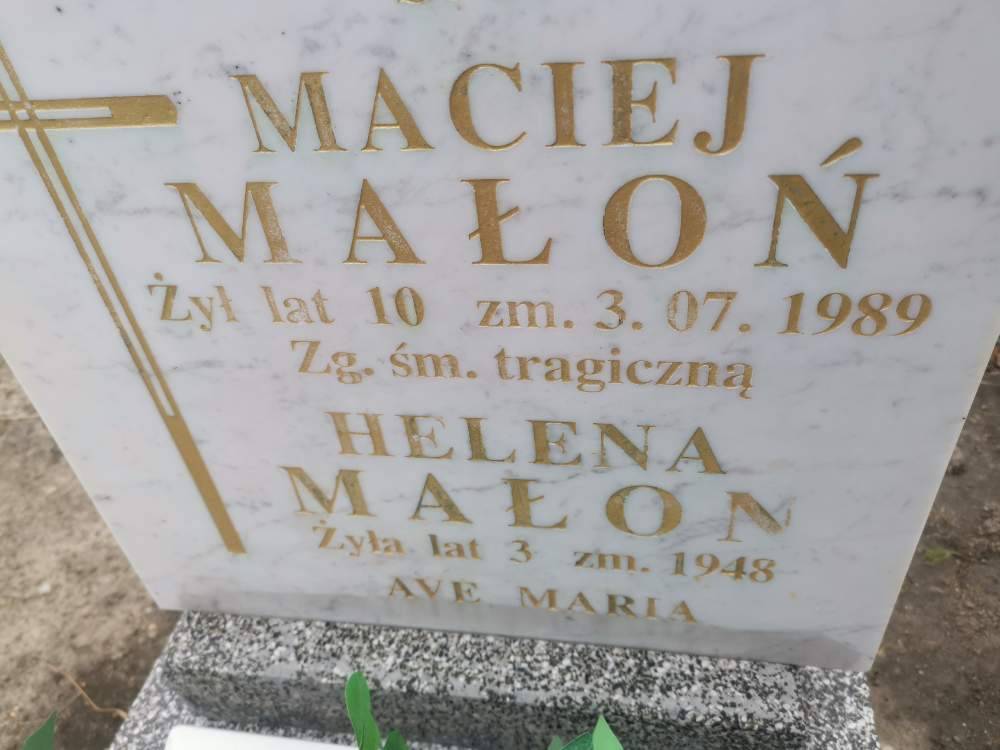 MACIEJ
MAŁOŃ
Żył lat 10 zm. 3. 07. 1989
Zg. śm. tragiczną
HELENA
MAŁON
Żyła lat 3 zm. 1948
AVE MARIA